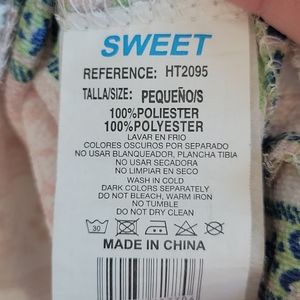 SWEET
REFERENCE: HT2095
TALLA/SIZE: PEQUEÑO/S
100%POLIESTER
100%POLYESTER
LAVAR EN FRIO
COLORES OSCUROS POR SEPARADO
NO USAR BLANQUEADOR, PLANCHA TIBIA
NO USAR SECADORA
NO LIMPIAR EN SECO
WASH IN COLD
DARK COLORS SEPARATELY
DO NOT BLEACH, WARM IRON
NO TUMBLE
DO NOT DRY CLEAN
30
MADE IN CHINA